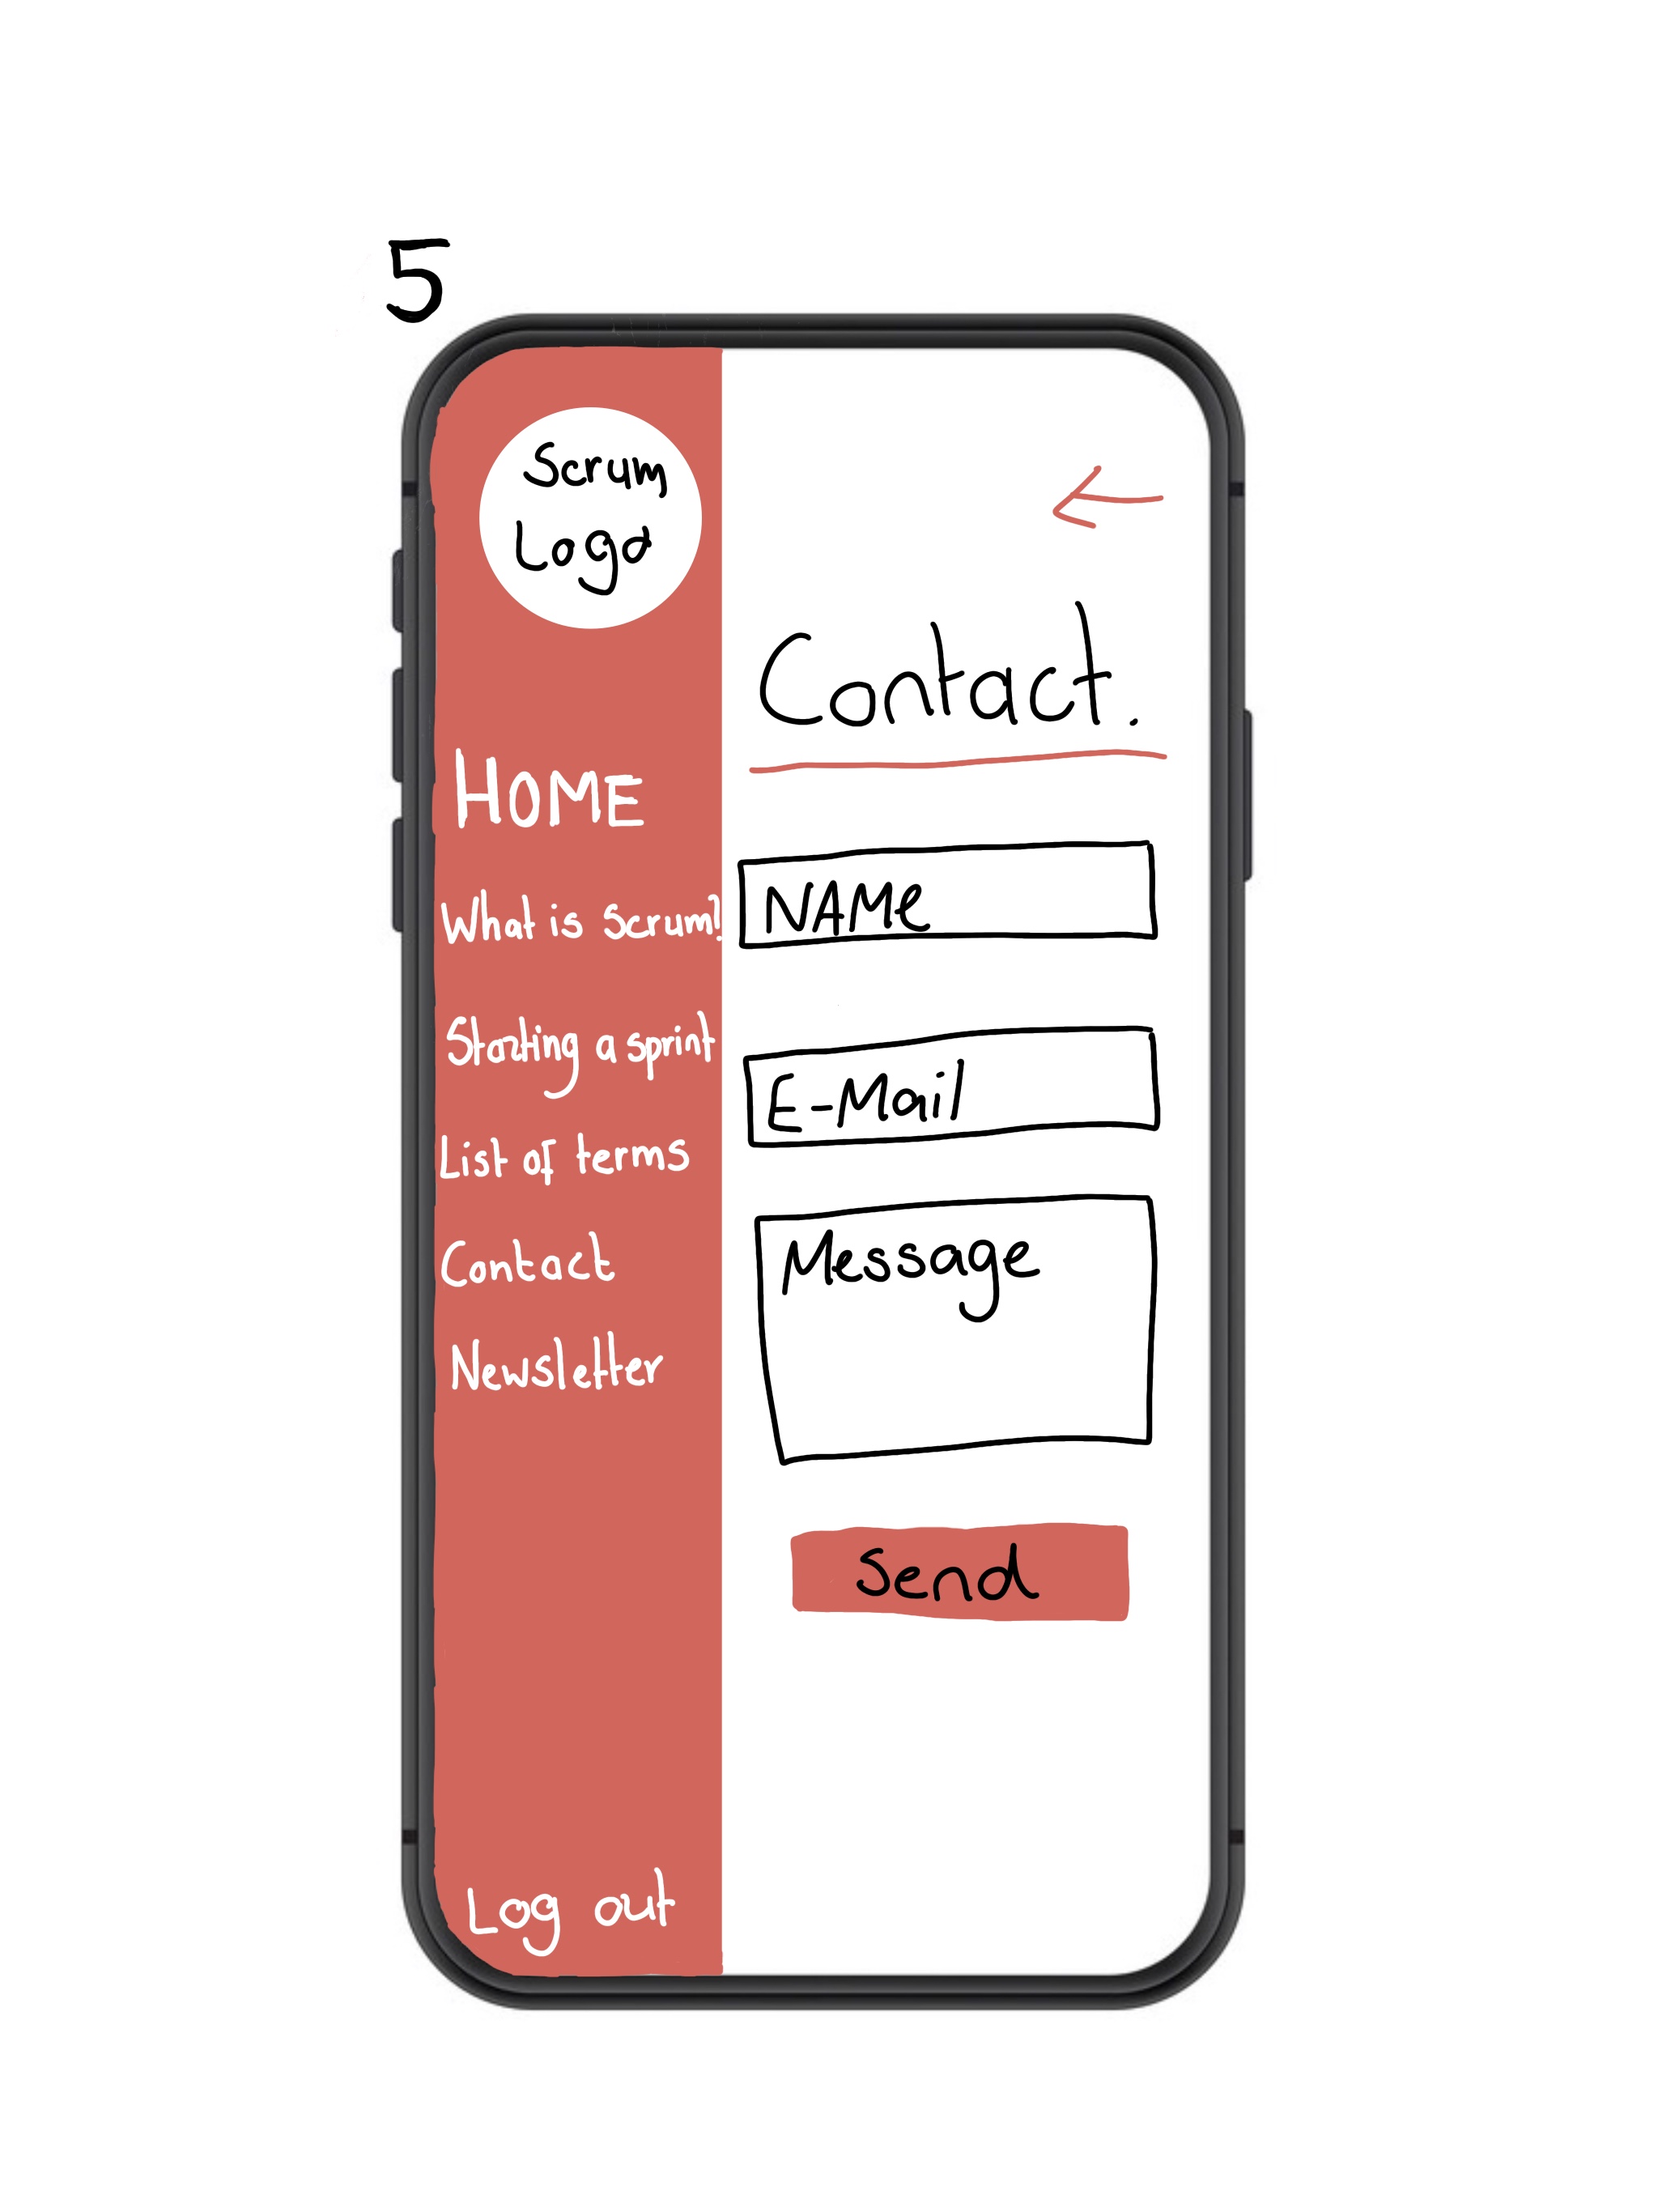 5
Scrum
Logo
HOME
What is Scrum?
Starting a sprint
List of terms
Contact
Newsletter
Log out
Contact.
NAMe
E-Mail
Message
Send